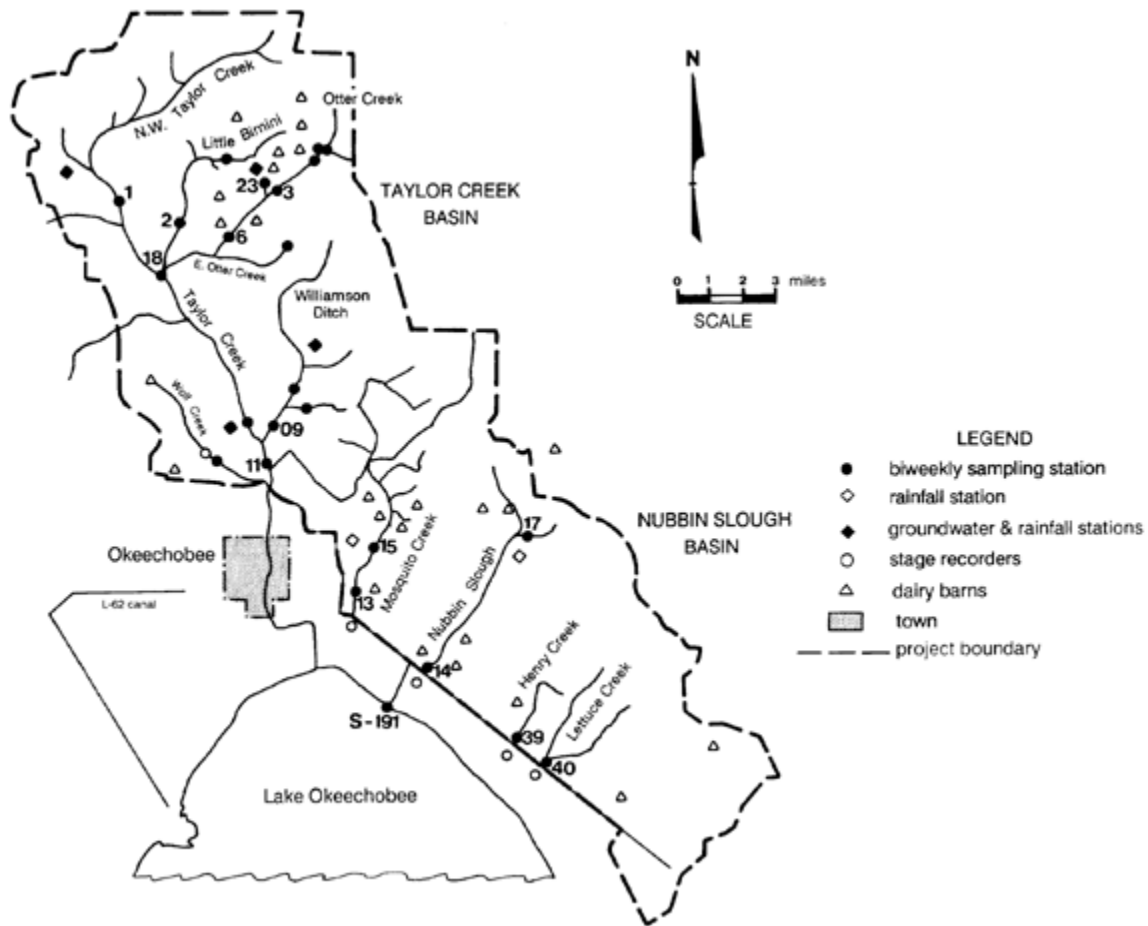 N.W. Taylor Creek
Otter Creek
Little Bimini
N
1
23
3
TAYLOR CREEK
BASIN
2
6
18
E. Otter Creek
0 1 2 3 miles
SCALE
Williamson
Ditch
Taylor Creek
Wolf Creek
09
11
LEGEND
biweekly sampling station
rainfall station
groundwater & rainfall stations
stage recorders
dairy barns
town
project boundary
17
NUBBIN SLOUGH
BASIN
Okeechobee
15
Mosquito Creek
Nubbin Slough
L-62 canal
13
14
Henry Creek
Lettuce Creek
S-191
39
40
Lake Okeechobee